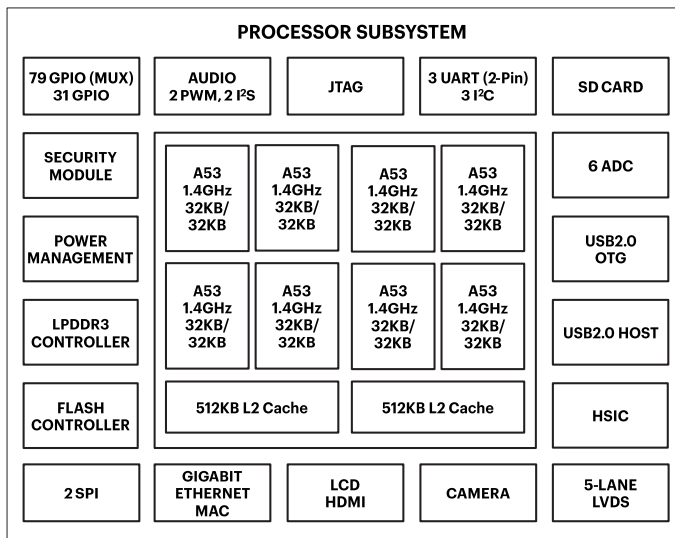 PROCESSOR SUBSYSTEM
79 GPIO (MUX)
31 GPIO
AUDIO
2 PWM, 2 I²S
JTAG
3 UART (2-Pin)
3 I²C
SD CARD
SECURITY
MODULE
POWER
MANAGEMENT
LPDDR3
CONTROLLER
FLASH
CONTROLLER
A53
1.4GHz
32KB/
32KB
A53
1.4GHz
32KB/
32KB
A53
1.4GHz
32KB/
32KB
A53
1.4GHz
32KB/
32KB
A53
1.4GHz
32KB/
32KB
A53
1.4GHz
32KB/
32KB
A53
1.4GHz
32KB/
32KB
A53
1.4GHz
32KB/
32KB
512KB L2 Cache
512KB L2 Cache
6 ADC
USB2.0
OTG
USB2.0 HOST
HSIC
2 SPI
GIGABIT
ETHERNET
MAC
LCD
HDMI
CAMERA
5-LANE
LVDS